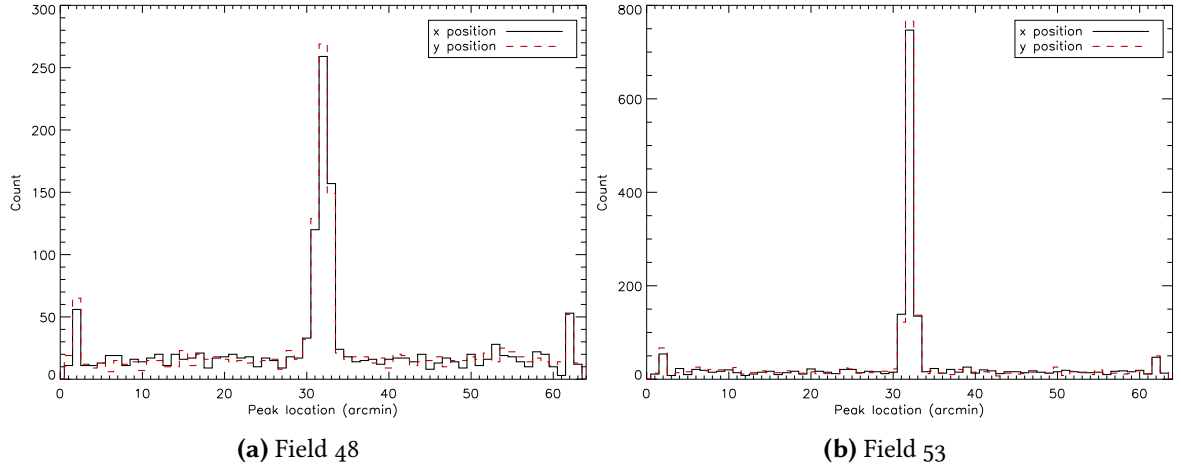 x position
y position
300
250
200
150
100
50
0
Count
0 10 20 30 40 50 60
Peak location (arcmin)
(a) Field 48
x position
y position
800
600
400
200
0
Count
0 10 20 30 40 50 60
Peak location (arcmin)
(b) Field 53